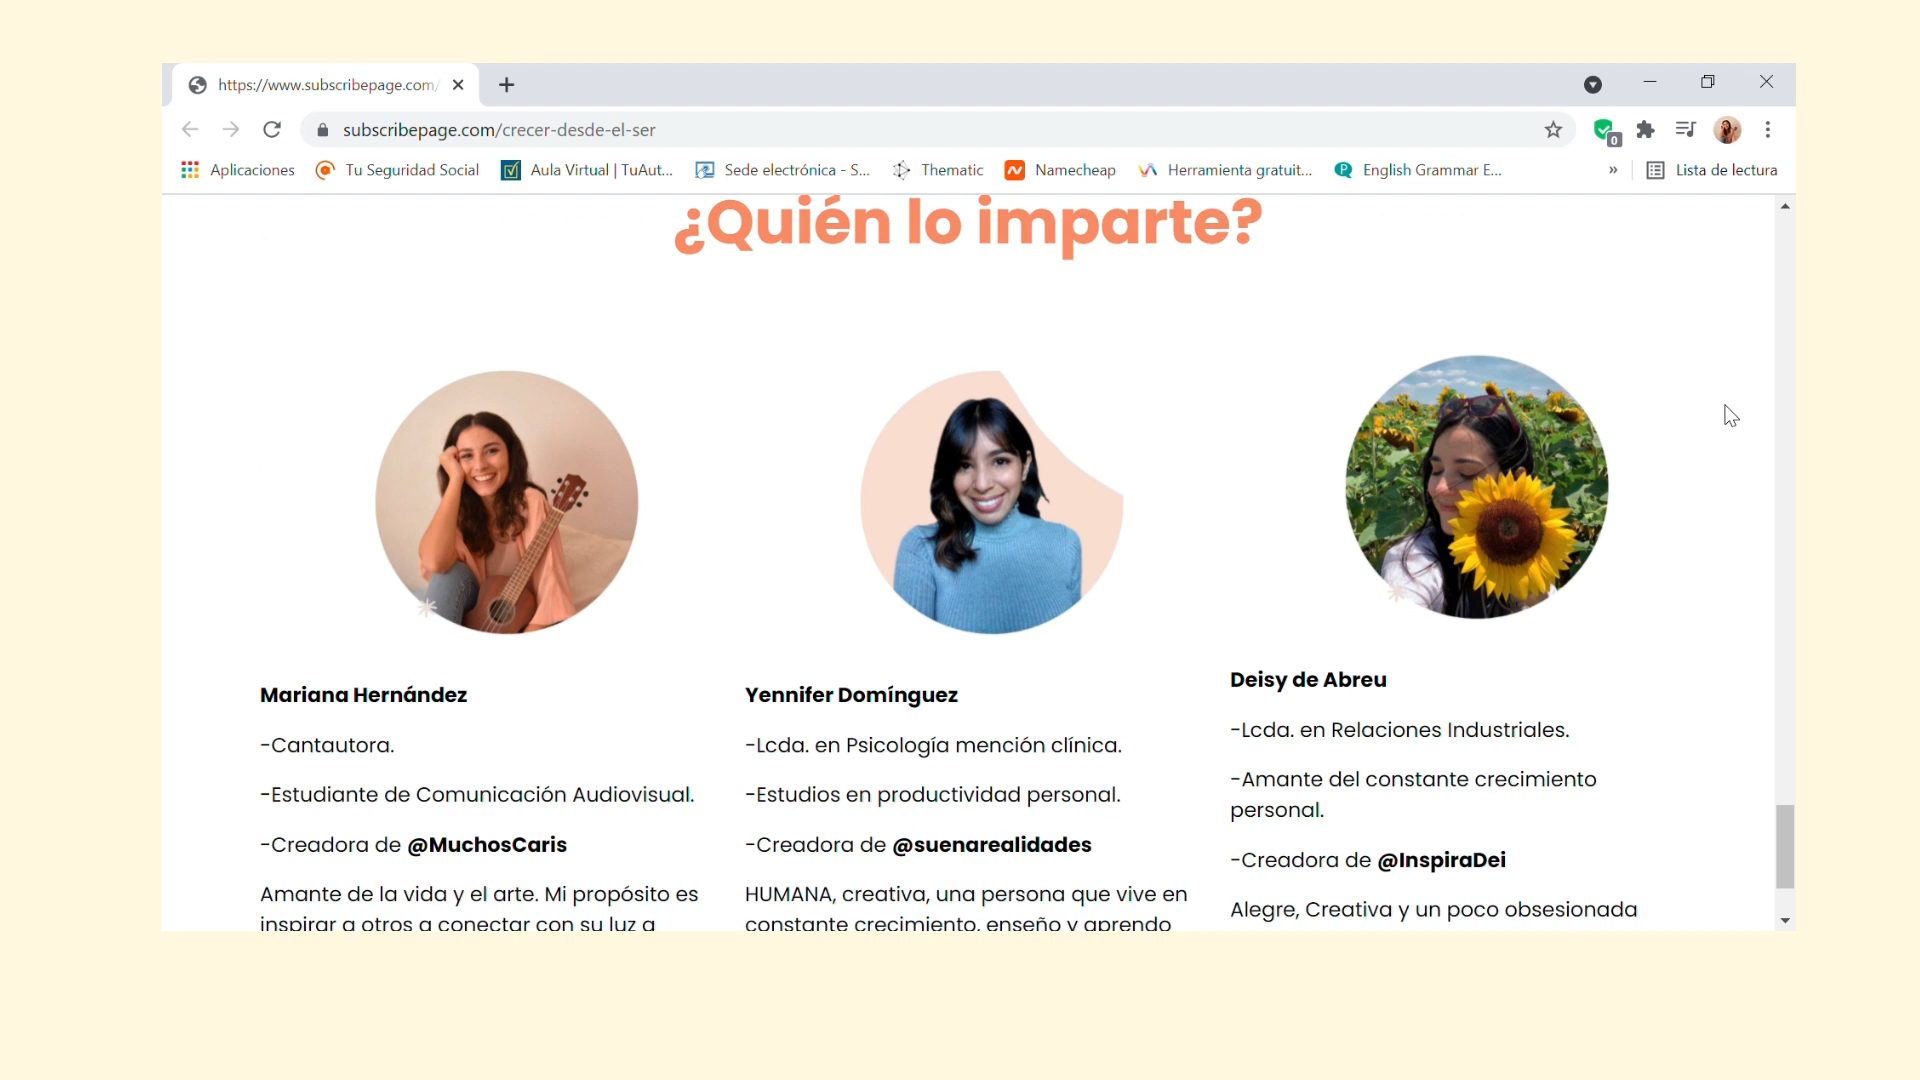 https://www.subscribepage.com/
subscribepage.com/crecer-desde-el-ser
0
Aplicaciones
Tu Seguridad Social
Aula Virtual | TuAut...
Sede electrónica - S...
Thematic
Namecheap
Herramienta gratuit...
English Grammar E...
»
Lista de lectura
¿Quién lo imparte?
Mariana Hernández
-Cantautora.
-Estudiante de Comunicación Audiovisual.
-Creadora de @MuchosCaris
Amante de la vida y el arte. Mi propósito es
inspirar a otros a conectar con su luz a
Yennifer Domínguez
-Lcda. en Psicología mención clínica.
-Estudios en productividad personal.
-Creadora de @suenarealidades
HUMANA, creativa, una persona que vive en
constante crecimiento, enseño y aprendo
Deisy de Abreu
-Lcda. en Relaciones Industriales.
-Amante del constante crecimiento
personal.
-Creadora de @InspiraDei
Alegre, Creativa y un poco obsesionada